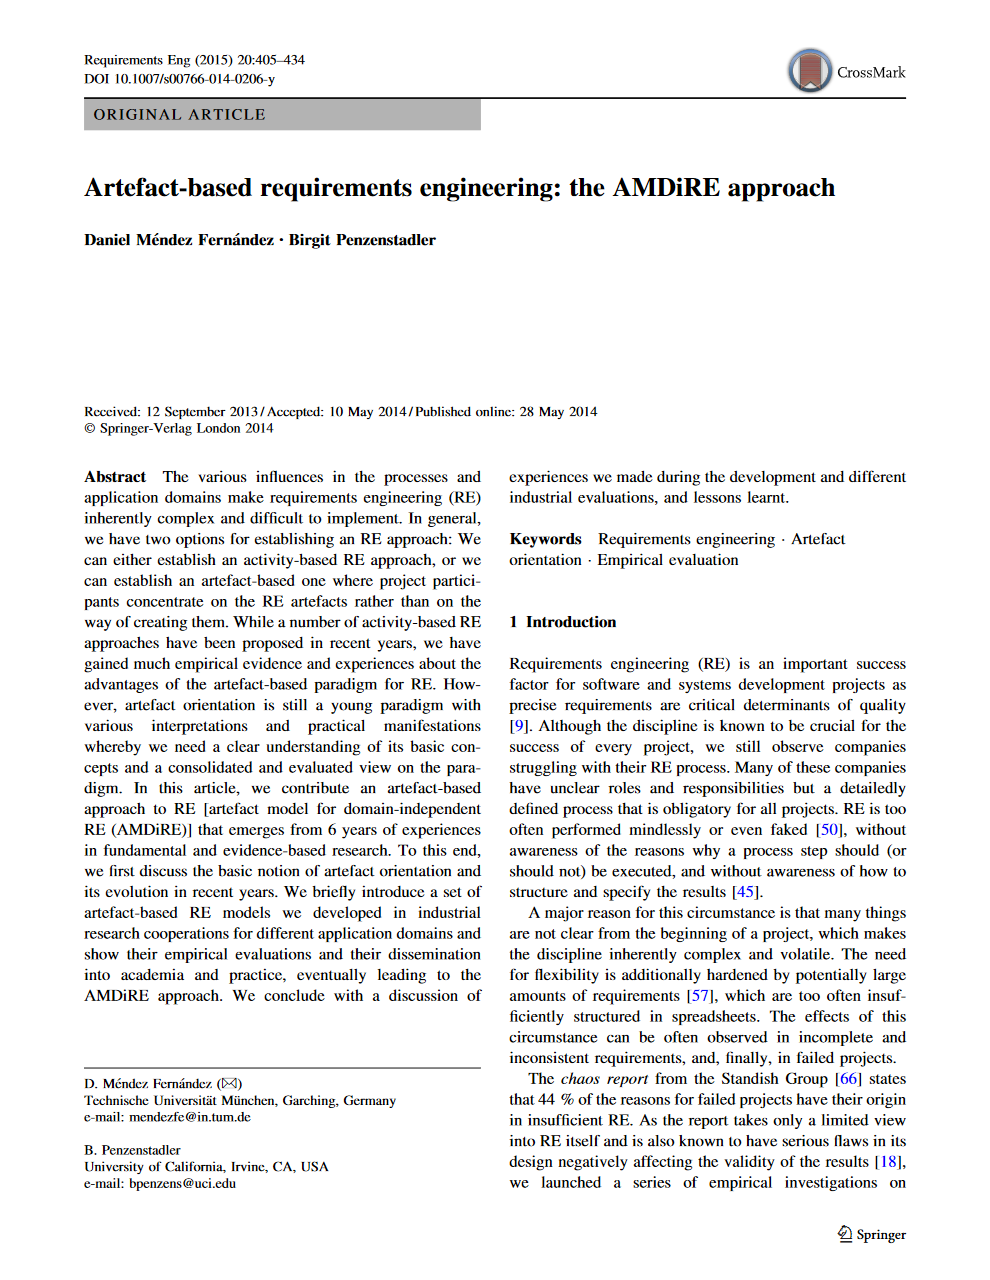 Requirements Eng (2015) 20:405–434
DOI 10.1007/s00766-014-0206-y
CrossMark
ORIGINAL ARTICLE
Artefact-based requirements engineering: the AMDiRE approach
Daniel Méndez Fernández · Birgit Penzenstadler
Received: 12 September 2013 / Accepted: 10 May 2014 / Published online: 28 May 2014
© Springer-Verlag London 2014
Abstract The various influences in the processes and
application domains make requirements engineering (RE)
inherently complex and difficult to implement. In general,
we have two options for establishing an RE approach: We
can either establish an activity-based RE approach, or we
can establish an artefact-based one where project partici-
pants concentrate on the RE artefacts rather than on the
way of creating them. While a number of activity-based RE
approaches have been proposed in recent years, we have
gained much empirical evidence and experiences about the
advantages of the artefact-based paradigm for RE. How-
ever, artefact orientation is still a young paradigm with
various interpretations and practical manifestations
whereby we need a clear understanding of its basic con-
cepts and a consolidated and evaluated view on the para-
digm. In this article, we contribute an artefact-based
approach to RE [artefact model for domain-independent
RE (AMDiRE)] that emerges from 6 years of experiences
in fundamental and evidence-based research. To this end,
we first discuss the basic notion of artefact orientation and
its evolution in recent years. We briefly introduce a set of
artefact-based RE models we developed in industrial
research cooperations for different application domains and
show their empirical evaluations and their dissemination
into academia and practice, eventually leading to the
AMDiRE approach. We conclude with a discussion of
D. Méndez Fernández (✉)
Technische Universität München, Garching, Germany
e-mail: mendezfe@in.tum.de
B. Penzenstadler
University of California, Irvine, CA, USA
e-mail: bpenzens@uci.edu
experiences we made during the development and different
industrial evaluations, and lessons learnt.
Keywords Requirements engineering · Artefact
orientation · Empirical evaluation
1 Introduction
Requirements engineering (RE) is an important success
factor for software and systems development projects as
precise requirements are critical determinants of quality
[9]. Although the discipline is known to be crucial for the
success of every project, we still observe companies
struggling with their RE process. Many of these companies
have unclear roles and responsibilities but a detailedly
defined process that is obligatory for all projects. RE is too
often performed mindlessly or even faked [50], without
awareness of the reasons why a process step should (or
should not) be executed, and without awareness of how to
structure and specify the results [45].
A major reason for this circumstance is that many things
are not clear from the beginning of a project, which makes
the discipline inherently complex and volatile. The need
for flexibility is additionally hardened by potentially large
amounts of requirements [57], which are too often insuf-
ficiently structured in spreadsheets. The effects of this
circumstance can be often observed in incomplete and
inconsistent requirements, and, finally, in failed projects.
The chaos report from the Standish Group [66] states
that 44 % of the reasons for failed projects have their origin
in insufficient RE. As the report takes only a limited view
into RE itself and is also known to have serious flaws in its
design negatively affecting the validity of the results [18],
we launched a series of empirical investigations on
Springer